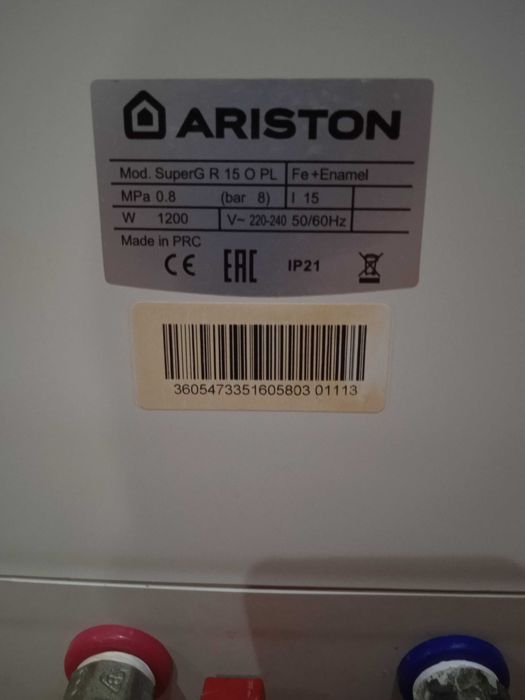 ARISTON
Mod. SuperG R 15 O PL Fe+Enamel
MPa 0.8 (bar 8) l 15
W 1200 V~ 220-240 50/60Hz
Made in PRC
CE EAC IP21
3605473351605803 01113